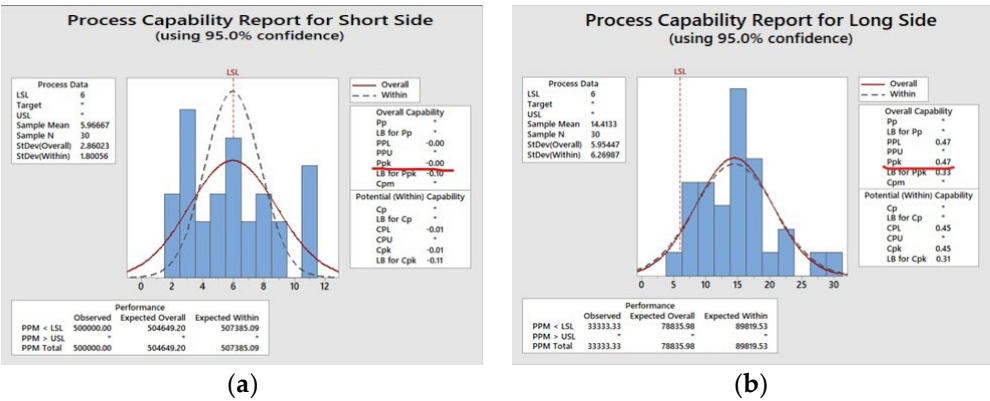 Process Capability Report for Short Side
(using 95.0% confidence)
LSL
Process Data
LSL 6
Target *
USL *
Sample Mean 5.96667
Sample N 30
StDev(Overall) 2.86023
StDev(Within) 1.80056
Overall
Within
Overall Capability
Pp *
LB for Pp *
PPL -0.00
PPU *
Ppk -0.00
LB for Ppk -0.10
Cpm *
Potential (Within) Capability
Cp *
LB for Cp *
CPL -0.01
CPU *
Cpk -0.01
LB for Cpk -0.11
0 2 4 6 8 10 12
Performance
Observed Expected Overall Expected Within
PPM < LSL 500000.00 504649.20 507385.09
PPM > USL * * *
PPM Total 500000.00 504649.20 507385.09
(a)
Process Capability Report for Long Side
(using 95.0% confidence)
LSL
Process Data
LSL 6
Target *
USL *
Sample Mean 14.4133
Sample N 30
StDev(Overall) 5.95447
StDev(Within) 6.26987
Overall
Within
Overall Capability
Pp *
LB for Pp *
PPL 0.47
PPU *
Ppk 0.47
LB for Ppk 0.33
Cpm *
Potential (Within) Capability
Cp *
LB for Cp *
CPL 0.45
CPU *
Cpk 0.45
LB for Cpk 0.31
0 5 10 15 20 25 30
Performance
Observed Expected Overall Expected Within
PPM < LSL 33333.33 78835.98 89819.53
PPM > USL * * *
PPM Total 33333.33 78835.98 89819.53
(b)